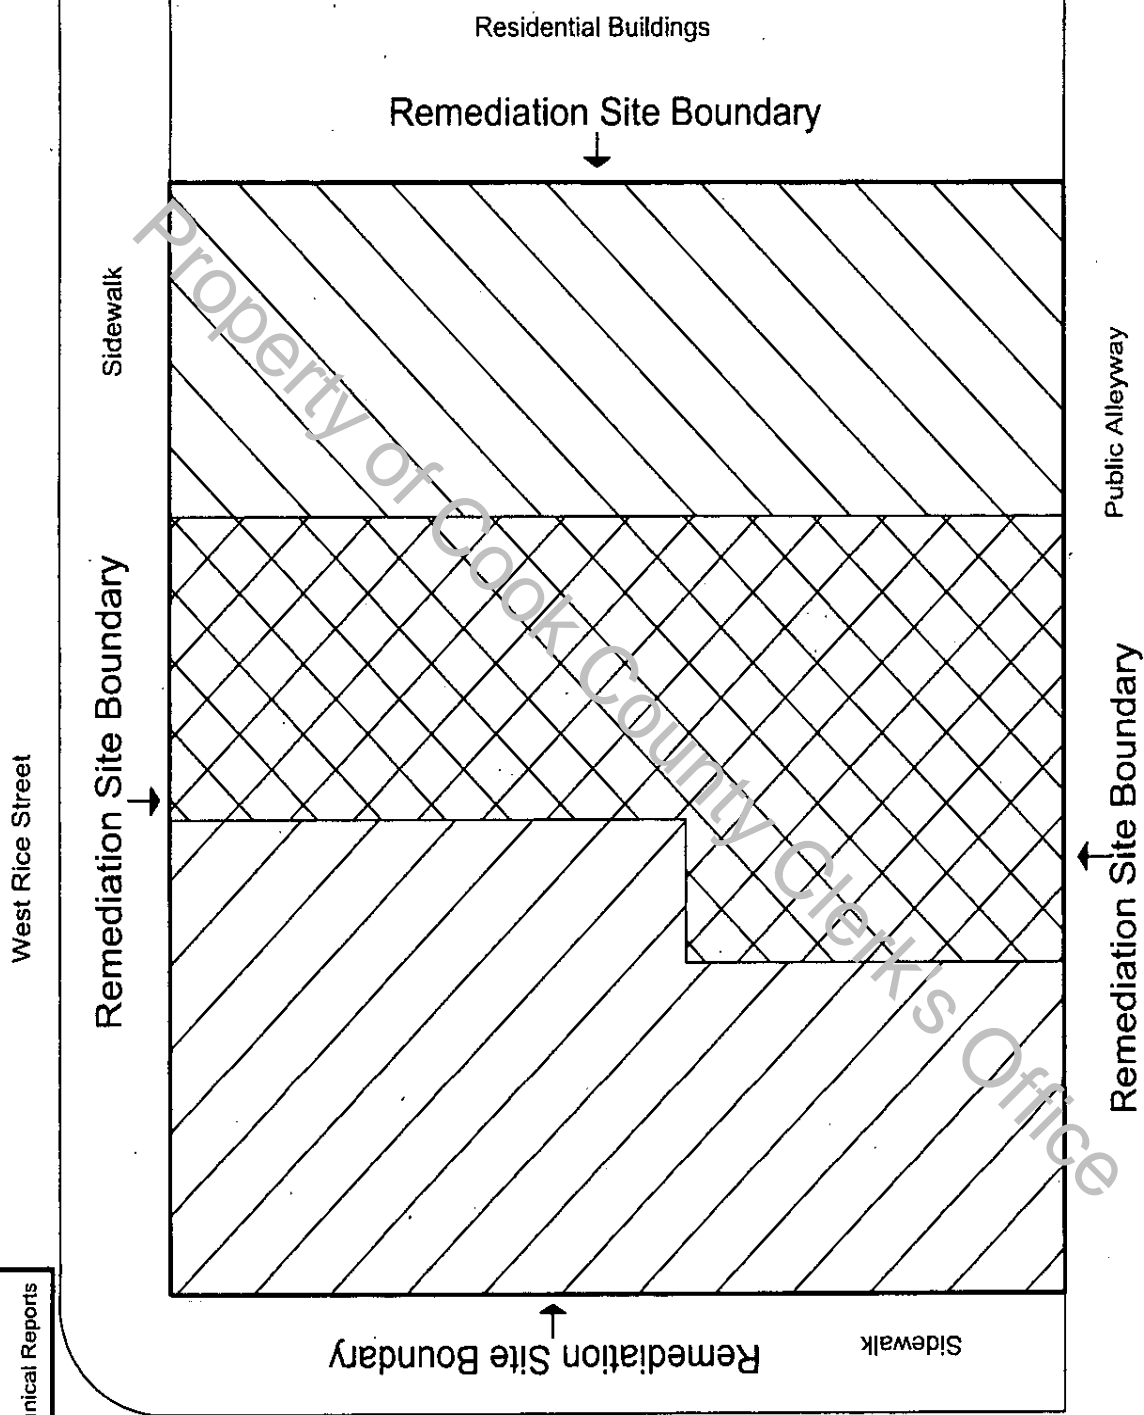 Residential Buildings
Remediation Site Boundary
Sidewalk
Remediation Site Boundary
West Rice Street
Public Alleyway
Remediation Site Boundary
Property of Cook County Clerk's Office
Remediation Site Boundary
Sidewalk
nical Reports